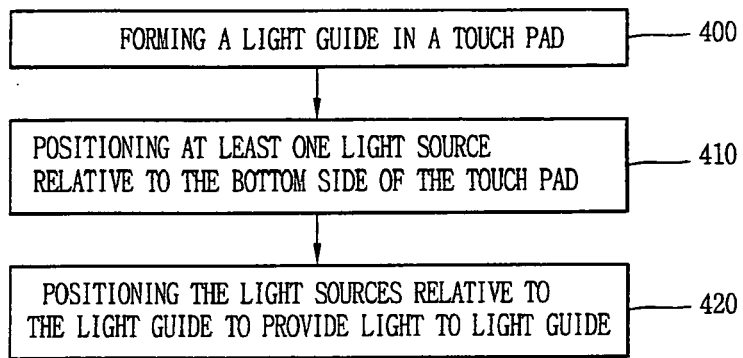 FORMING A LIGHT GUIDE IN A TOUCH PAD
400
POSITIONING AT LEAST ONE LIGHT SOURCE
RELATIVE TO THE BOTTOM SIDE OF THE TOUCH PAD
410
POSITIONING THE LIGHT SOURCES RELATIVE TO
THE LIGHT GUIDE TO PROVIDE LIGHT TO LIGHT GUIDE
420